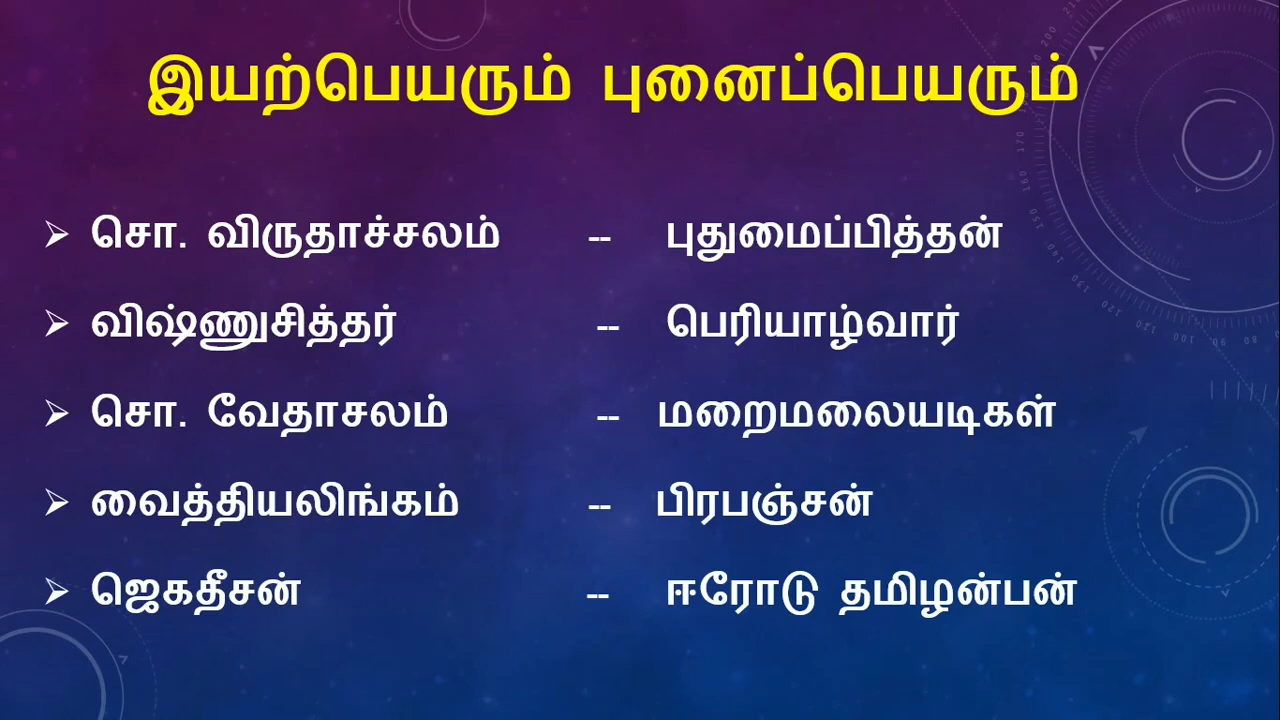 இயற்பெயரும் புனைப்பெயரும்
➢ சொ. விருதாச்சலம் -- புதுமைப்பித்தன்
➢ விஷ்ணுசித்தர் -- பெரியாழ்வார்
➢ சொ. வேதாசலம் -- மறைமலையடிகள்
➢ வைத்தியலிங்கம் -- பிரபஞ்சன்
➢ ஜெகதீசன் -- ஈரோடு தமிழன்பன்